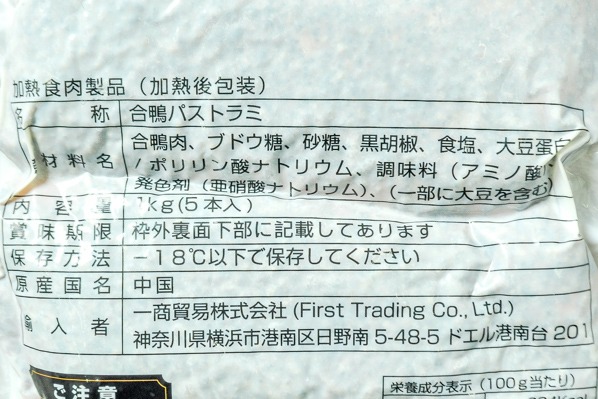 加熱食肉製品（加熱後包装）
名 称 合鴨パストラミ
材料名 合鴨肉、ブドウ糖、砂糖、黒胡椒、食塩、大豆蛋白
/ポリリン酸ナトリウム、調味料（アミノ酸）
発色剤（亜硝酸ナトリウム）、（一部に大豆を含む）
内容量 1kg(5本入)
賞味期限 枠外裏面下部に記載してあります
保存方法 −18℃以下で保存してください
原産国名 中国
輸入者 一商貿易株式会社 (First Trading Co., Ltd.)
神奈川県横浜市港南区日野南 5-48-5 ドエル港南台 201
ご注意
栄養成分表示（100g当たり）